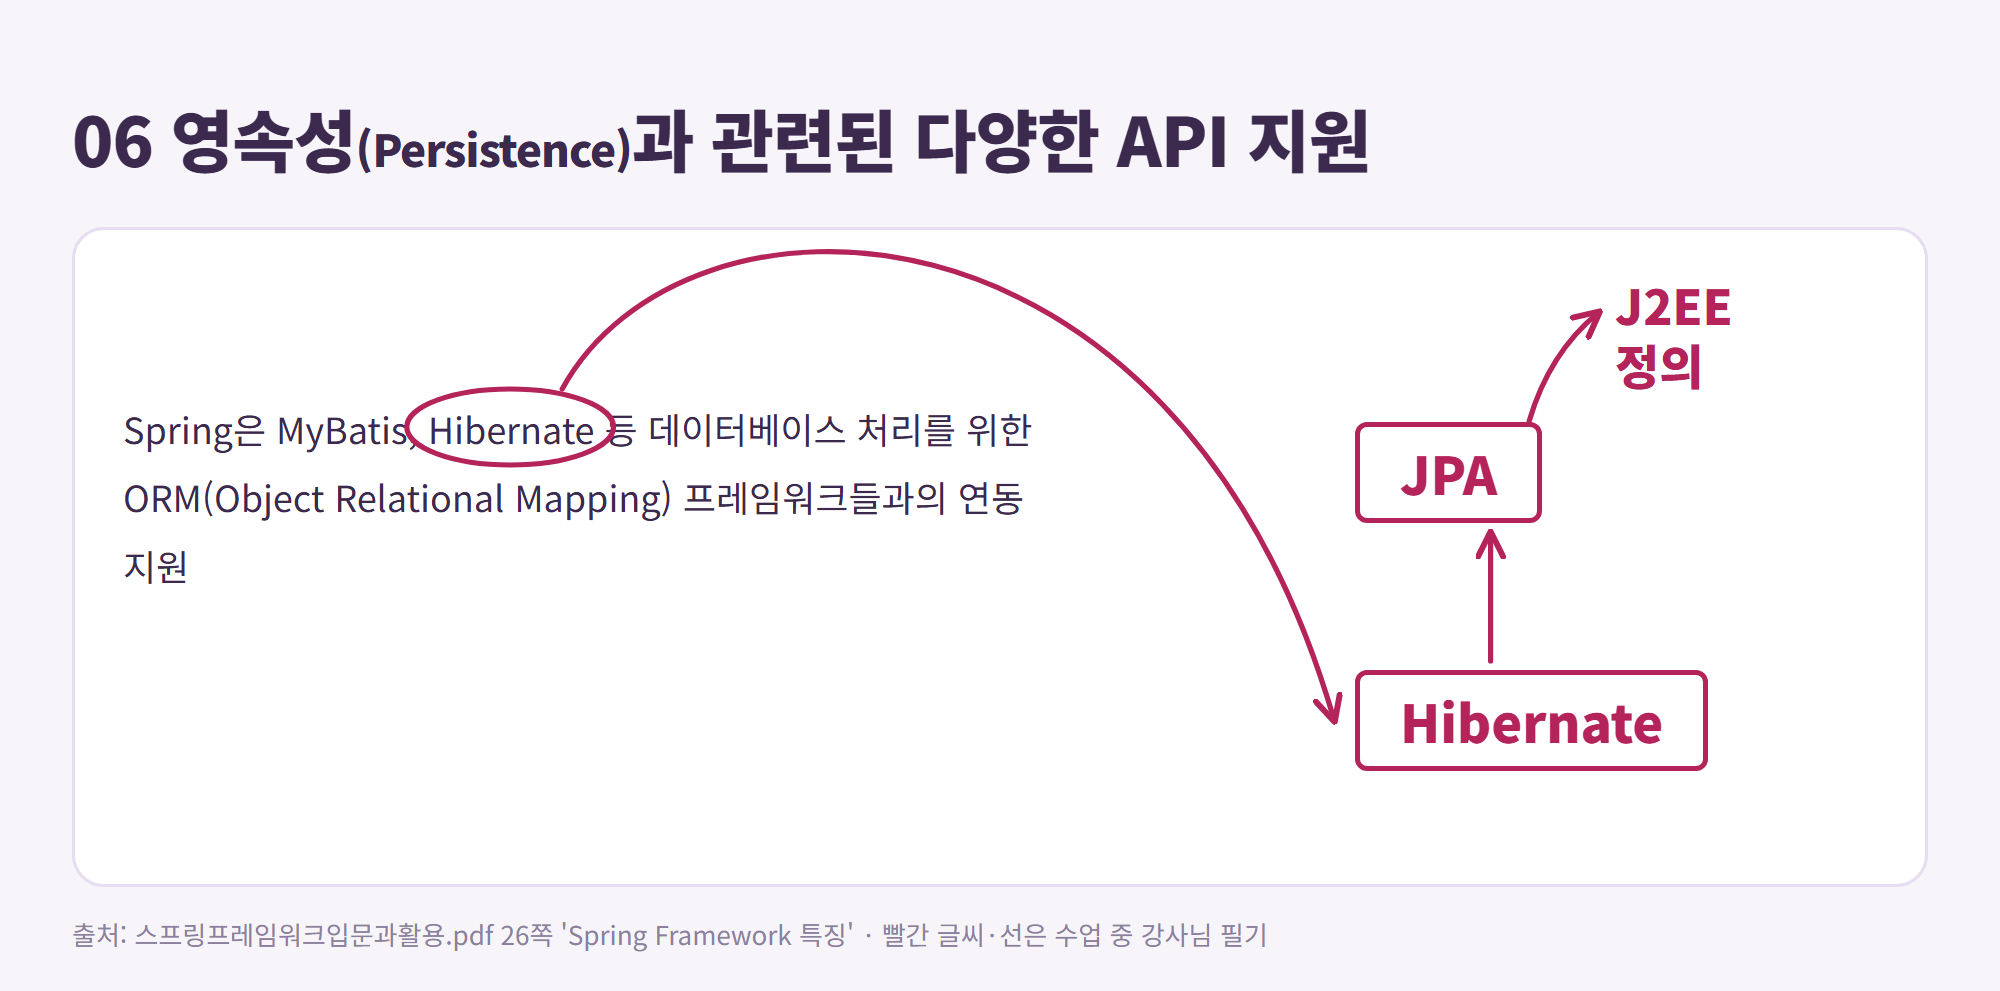 06 영속성(Persistence)과 관련된 다양한 API 지원
Spring은 MyBatis, Hibernate 등 데이터베이스 처리를 위한
ORM(Object Relational Mapping) 프레임워크들과의 연동
지원
J2EE
정의
JPA
Hibernate
출처: 스프링프레임워크입문과활용.pdf 26쪽 'Spring Framework 특징' · 빨간 글씨·선은 수업 중 강사님 필기